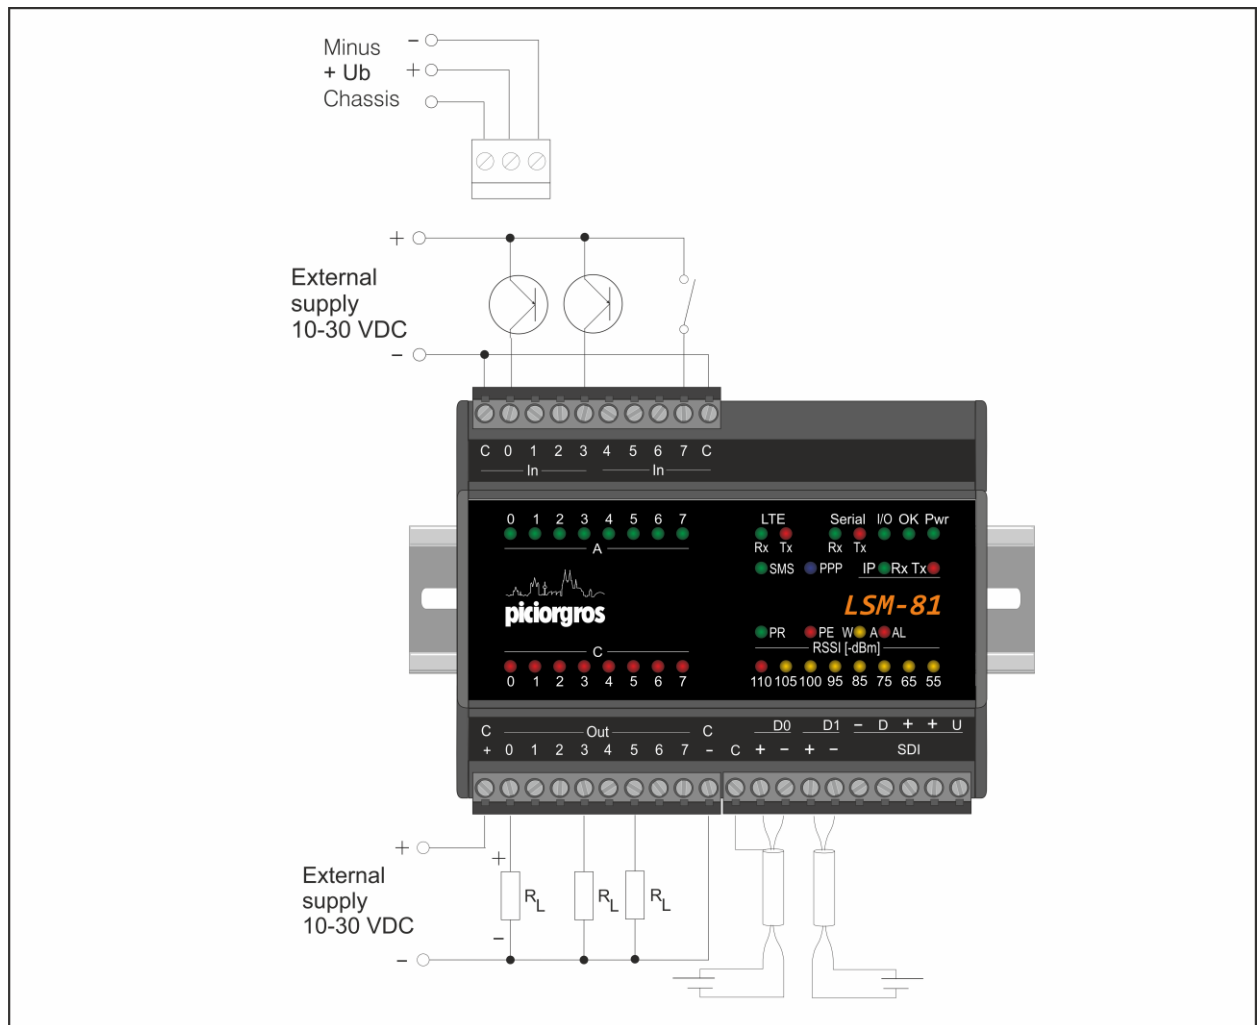 Minus −
+ Ub +
Chassis
+
External
supply
10-30 VDC
−
C 0 1 2 3 4 5 6 7 C
In In
0 1 2 3 4 5 6 7
A
LTE Serial I/O OK Pwr
Rx Tx Rx Tx
SMS PPP IP Rx Tx
piciorgros
LSM-81
PR PE W A AL
RSSI [-dBm]
C
0 1 2 3 4 5 6 7
110 105 100 95 85 75 65 55
C Out C D0 D1 − D + + U
+ 0 1 2 3 4 5 6 7 − C + − + − SDI
+
+
External
supply
10-30 VDC
RL RL RL
−
−